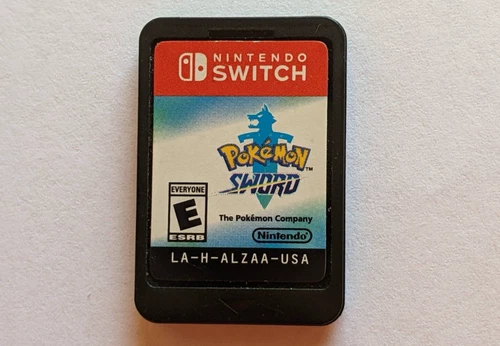 NINTENDO
SWITCH
POKéMON
SWORD
EVERYONE
E
ESRB
The Pokémon Company
Nintendo
LA-H-ALZAA-USA